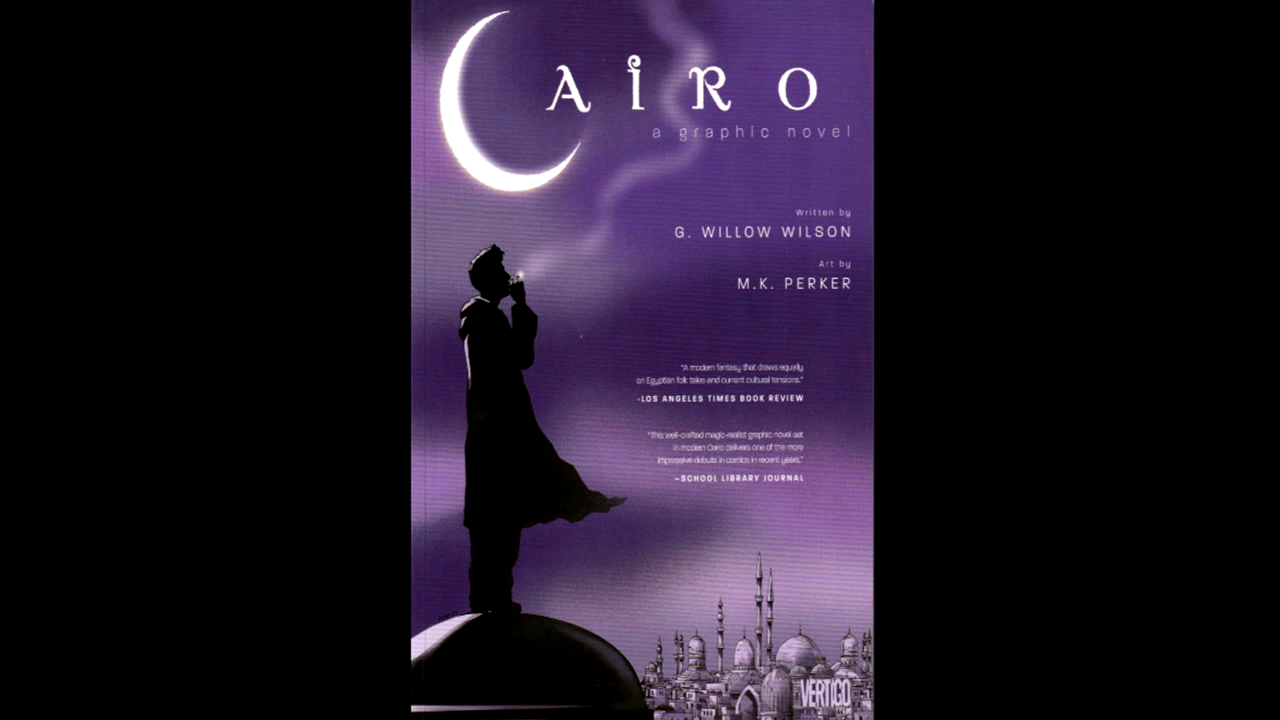 CAIRO
a graphic novel
Written by
G. WILLOW WILSON
Art by
M.K. PERKER
"A modern fantasy that draws equally
on Egyptian folk tales and current cultural tensions."
-LOS ANGELES TIMES BOOK REVIEW
"This well-crafted magic-realist graphic novel set
in modern Cairo delivers one of the more
impressive debuts in comics in recent years."
—SCHOOL LIBRARY JOURNAL
VERTIGO